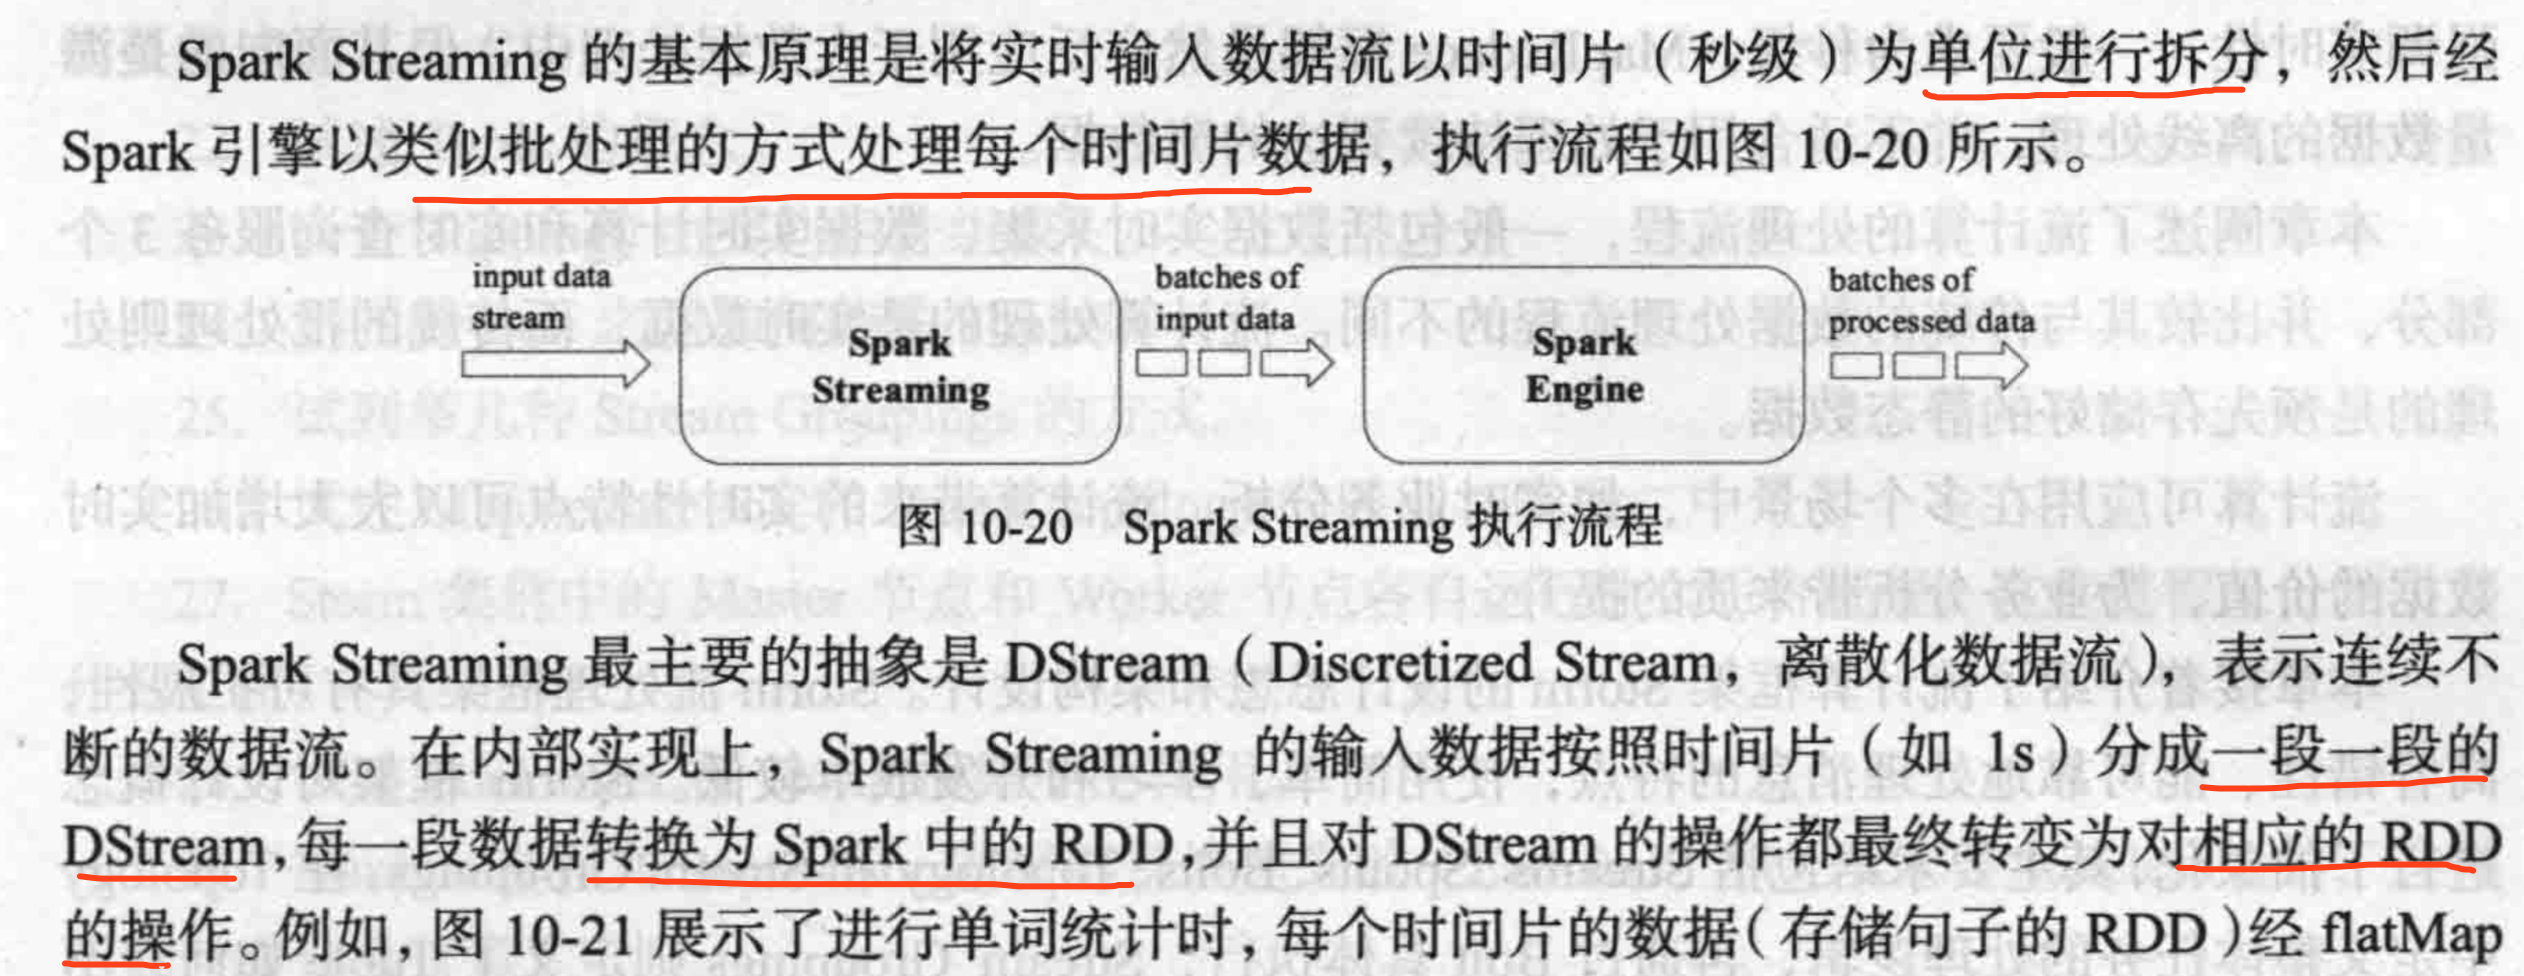 Spark Streaming 的基本原理是将实时输入数据流以时间片（秒级）为单位进行拆分，然后经
Spark 引擎以类似批处理的方式处理每个时间片数据，执行流程如图 10-20 所示。
input data
stream
Spark
Streaming
batches of
input data
Spark
Engine
batches of
processed data
图 10-20 Spark Streaming 执行流程
Spark Streaming 最主要的抽象是 DStream（Discretized Stream，离散化数据流），表示连续不
断的数据流。在内部实现上，Spark Streaming 的输入数据按照时间片（如 1s）分成一段一段的
DStream，每一段数据转换为 Spark 中的 RDD，并且对 DStream 的操作都最终转变为对相应的 RDD
的操作。例如，图 10-21 展示了进行单词统计时，每个时间片的数据（存储句子的 RDD）经 flatMap